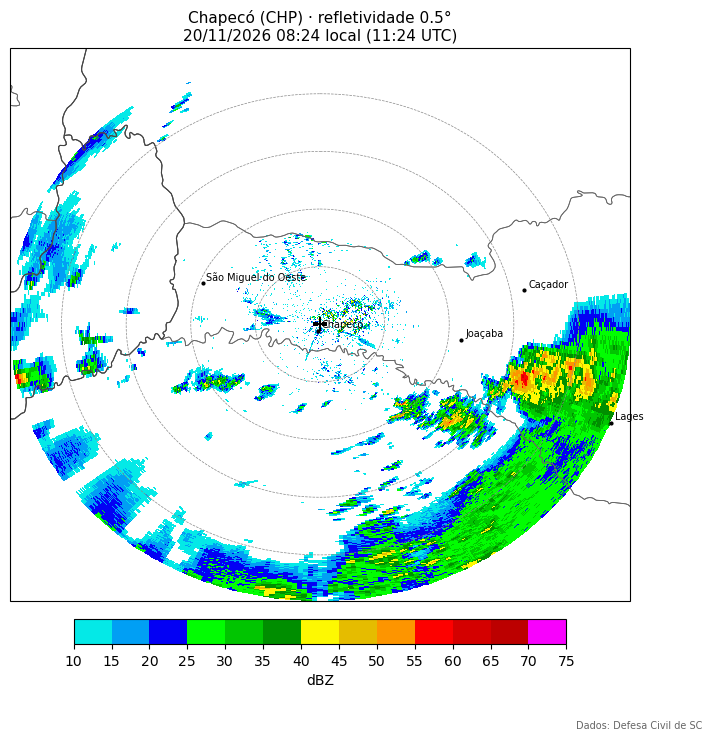 Chapecó (CHP) · refletividade 0.5°
20/11/2026 08:24 local (11:24 UTC)
São Miguel do Oeste
Caçador
Chapecó
Joaçaba
Lages
10 15 20 25 30 35 40 45 50 55 60 65 70 75
dBZ
Dados: Defesa Civil de SC